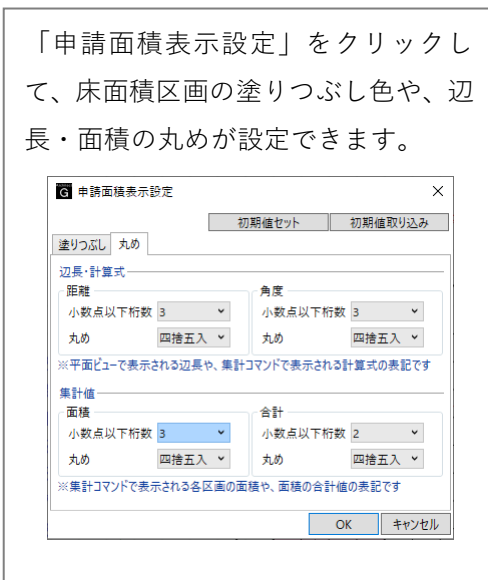 「申請面積表示設定」をクリックし
て、床面積区画の塗りつぶし色や、辺
長・面積の丸めが設定できます。
G 申請面積表示設定 ×
初期値セット 初期値取り込み
塗りつぶし 丸め
辺長・計算式
距離 角度
小数点以下桁数 3 小数点以下桁数 3
丸め 四捨五入 丸め 四捨五入
※平面ビューで表示される辺長や、集計コマンドで表示される計算式の表記です
集計値
面積 合計
小数点以下桁数 3 小数点以下桁数 2
丸め 四捨五入 丸め 四捨五入
※集計コマンドで表示される各区画の面積や、面積の合計値の表記です
OK キャンセル